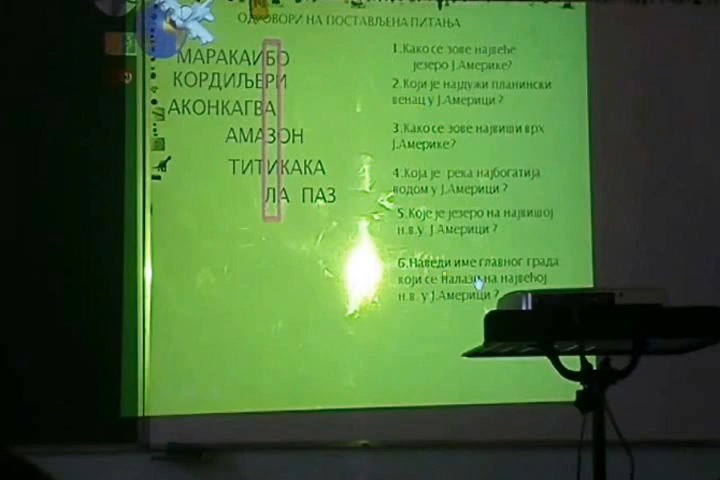 ОДГОВОРИ НА ПОСТАВЉЕНА ПИТАЊА
МАРАКАИБО
КОРДИЉЕРИ
АКОНКАГВА
АМАЗОН
ТИТИКАКА
ЛА ПАЗ
1.Како се зове највеће
језеро Ј.Америке?
2.Који је најдужи планински
венац у Ј.Америци ?
3.Како се зове највиши врх
Ј.Америке?
4.Која је река најбогатија
водом у Ј.Америци ?
5.Које је језеро на највишој
н.в.у Ј.Америци ?
6.Наведи име главног града
који се налази на највећој
н.в. у Ј.Америци ?